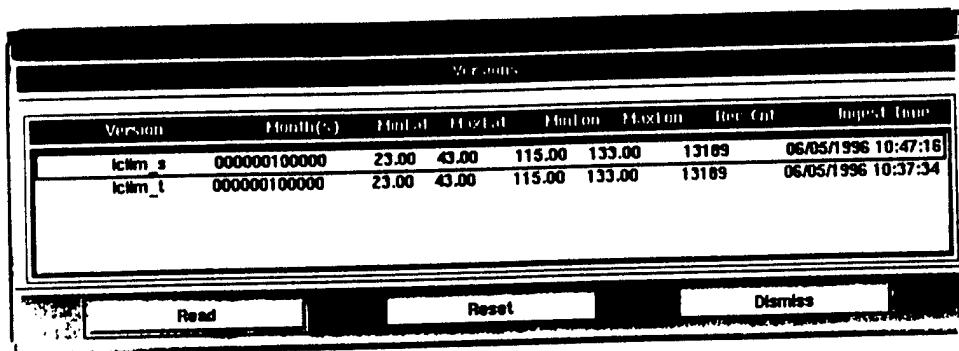 Versions
Version Month(s) MinLat MaxLat MinLon MaxLon Rec Cnt Ingest Time
lclim_s 000000100000 23.00 43.00 115.00 133.00 13189 06/05/1996 10:47:16
lclim_t 000000100000 23.00 43.00 115.00 133.00 13189 06/05/1996 10:37:34
Read Reset Dismiss